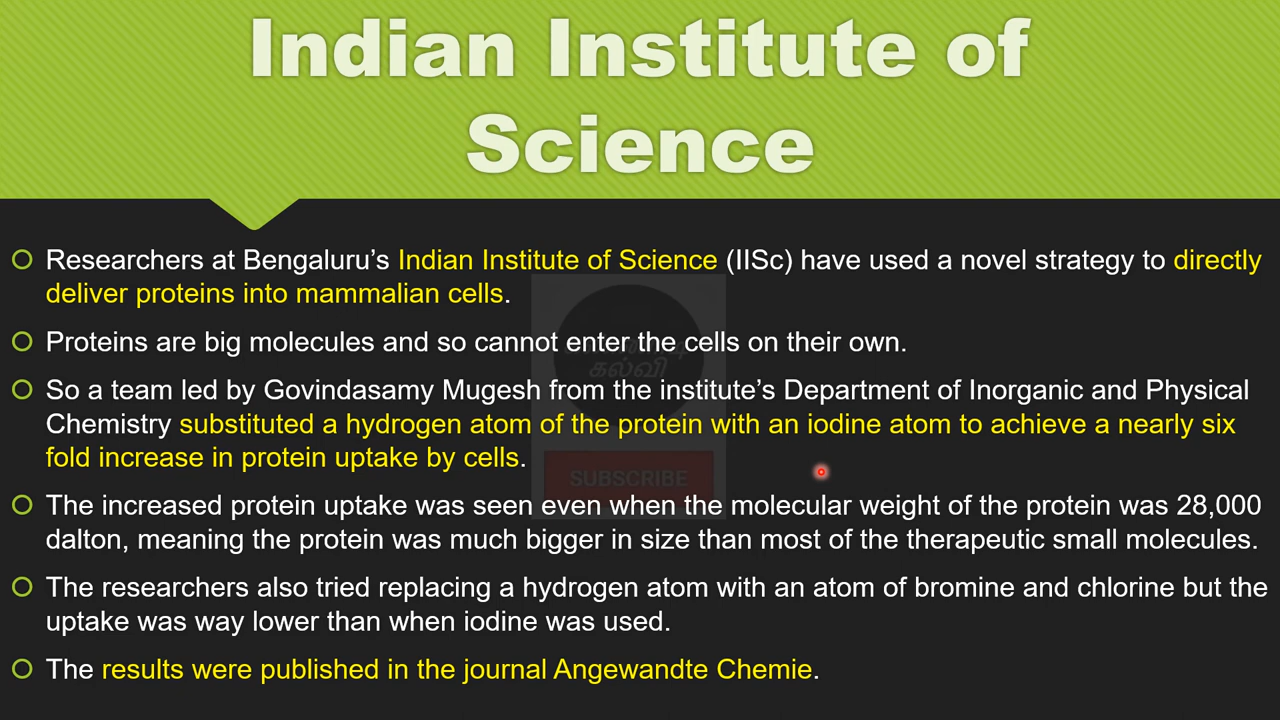 Indian Institute of
Science
Researchers at Bengaluru’s Indian Institute of Science (IISc) have used a novel strategy to directly
deliver proteins into mammalian cells.
Proteins are big molecules and so cannot enter the cells on their own.
So a team led by Govindasamy Mugesh from the institute’s Department of Inorganic and Physical
Chemistry substituted a hydrogen atom of the protein with an iodine atom to achieve a nearly six
fold increase in protein uptake by cells.
The increased protein uptake was seen even when the molecular weight of the protein was 28,000
dalton, meaning the protein was much bigger in size than most of the therapeutic small molecules.
The researchers also tried replacing a hydrogen atom with an atom of bromine and chlorine but the
uptake was way lower than when iodine was used.
The results were published in the journal Angewandte Chemie.
கல்வி
SUBSCRIBE